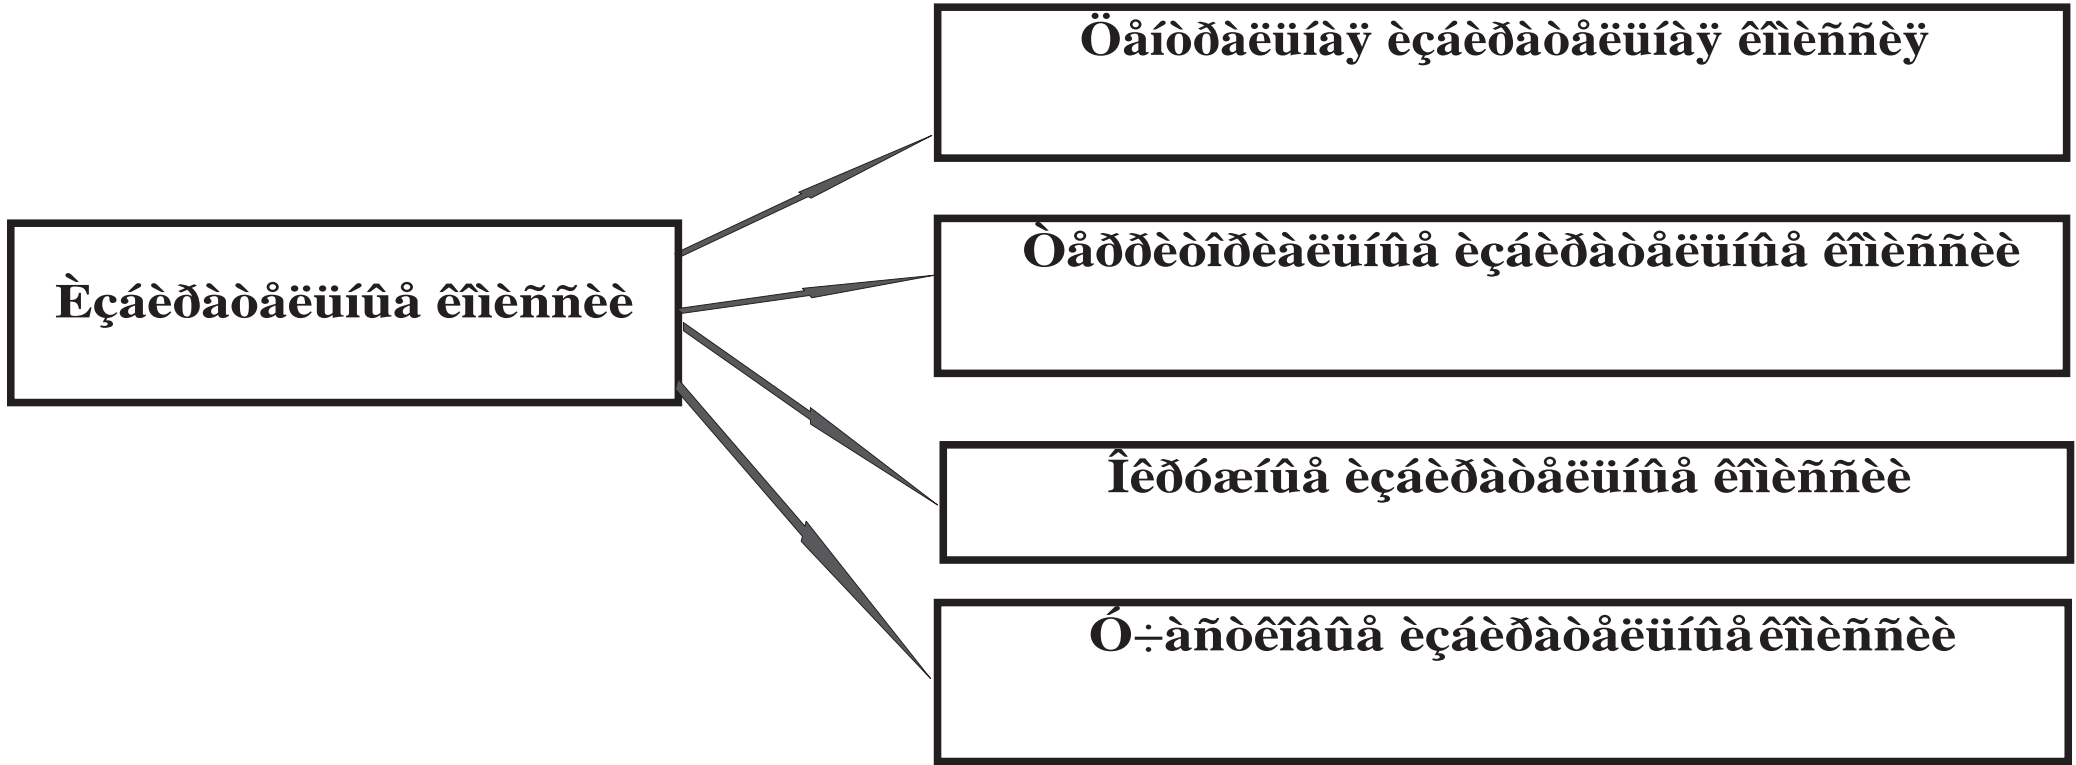 Èçáèðàòåëüíûå êîìèññèè
Öåíòðàëüíàÿ èçáèðàòåëüíàÿ êîìèññèÿ
Òåððèòîðèàëüíûå èçáèðàòåëüíûå êîìèññèè
Îêðóæíûå èçáèðàòåëüíûå êîìèññèè
Ó÷àñòêîâûå èçáèðàòåëüíûå êîìèññèè